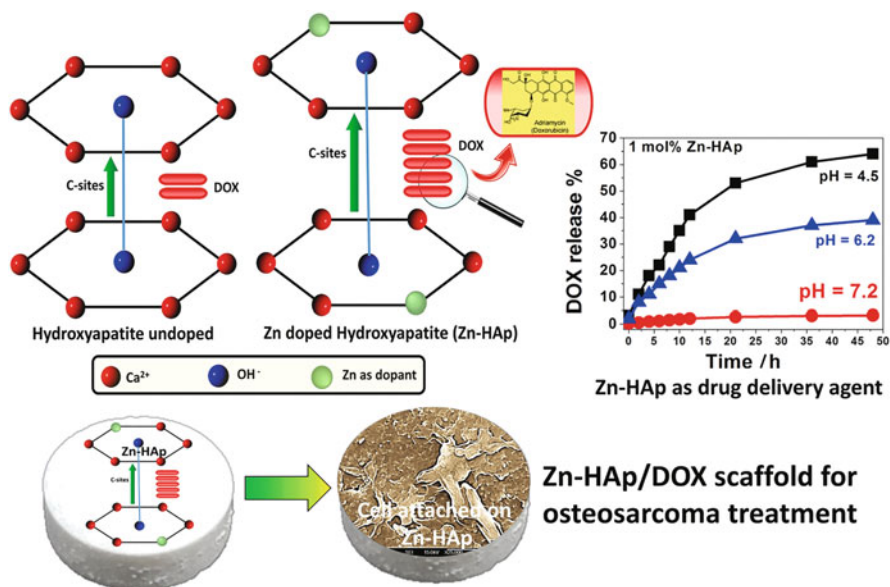 C-sites
DOX
Hydroxyapatite undoped
C-sites
DOX
Zn doped Hydroxyapatite (Zn-HAp)
Adriamycin
(Doxorubicin)
Ca²⁺
OH⁻
Zn as dopant
1 mol% Zn-HAp
70
60
50
40
30
20
10
0
DOX release %
pH = 4.5
pH = 6.2
pH = 7.2
0 5 10 15 20 25 30 35 40 45 50
Time / h
Zn-HAp as drug delivery agent
Zn-HAp
C-sites
Cell attached on
Zn-HAp
Zn-HAp/DOX scaffold for
osteosarcoma treatment